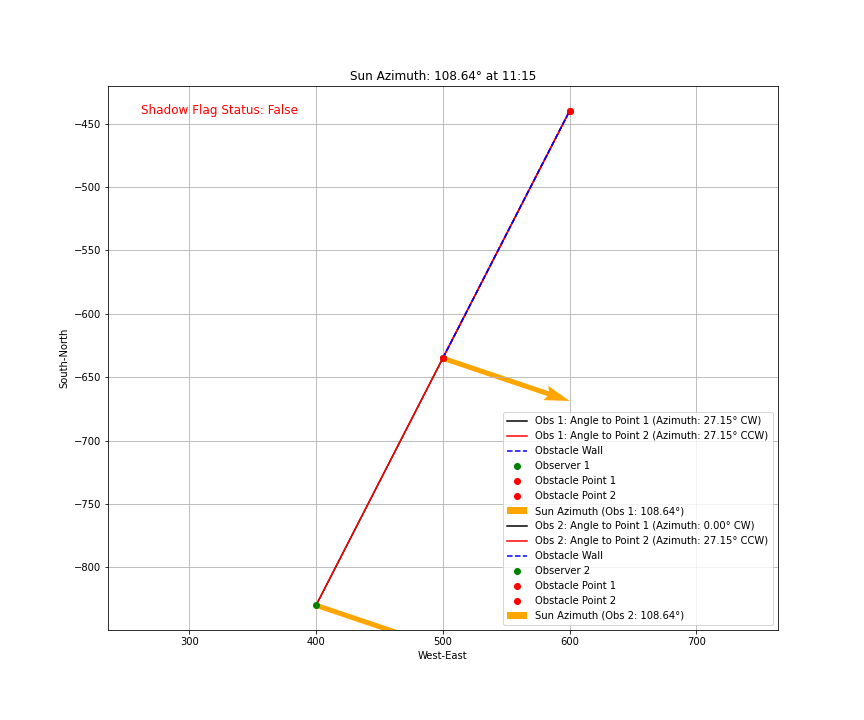 Sun Azimuth: 108.64° at 11:15
Shadow Flag Status: False
−450
−500
−550
−600
−650
−700
−750
−800
South-North
300
400
500
600
700
West-East
Obs 1: Angle to Point 1 (Azimuth: 27.15° CW)
Obs 1: Angle to Point 2 (Azimuth: 27.15° CCW)
Obstacle Wall
Observer 1
Obstacle Point 1
Obstacle Point 2
Sun Azimuth (Obs 1: 108.64°)
Obs 2: Angle to Point 1 (Azimuth: 0.00° CW)
Obs 2: Angle to Point 2 (Azimuth: 27.15° CCW)
Obstacle Wall
Observer 2
Obstacle Point 1
Obstacle Point 2
Sun Azimuth (Obs 2: 108.64°)